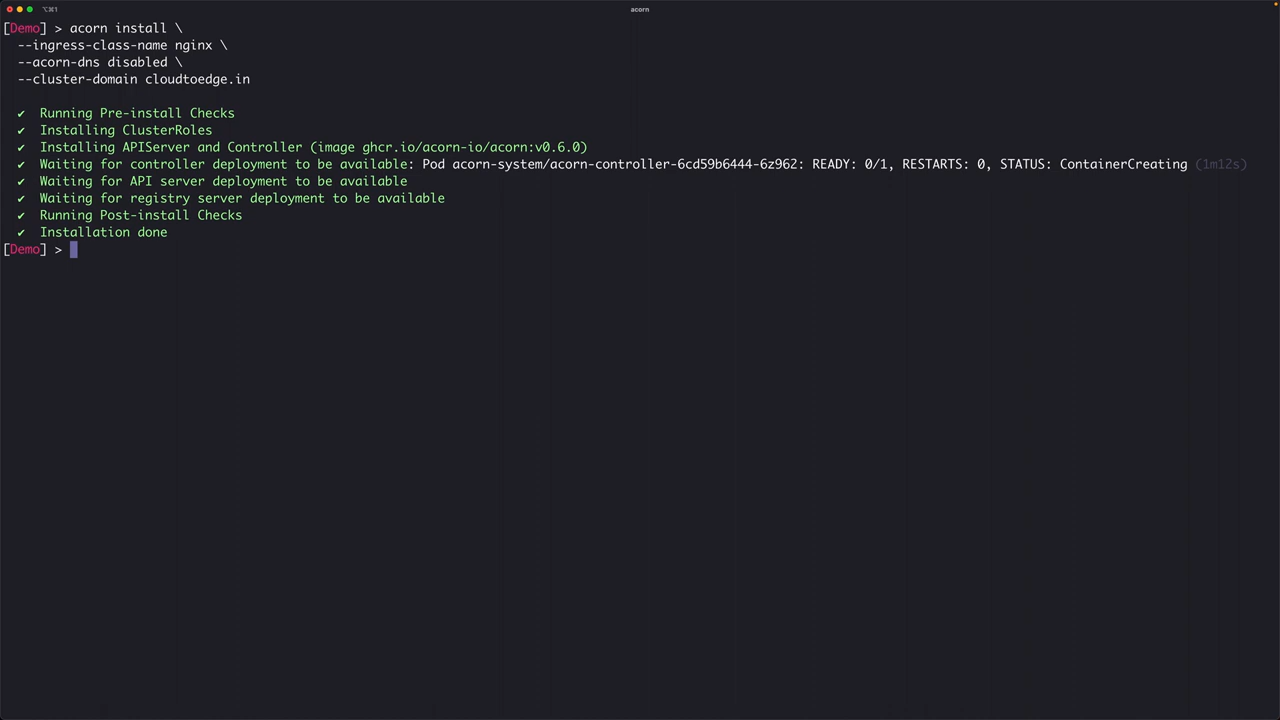 ⌥⌘1
acorn
[Demo] > acorn install \
--ingress-class-name nginx \
--acorn-dns disabled \
--cluster-domain cloudtoedge.in
✔ Running Pre-install Checks
✔ Installing ClusterRoles
✔ Installing APIServer and Controller (image ghcr.io/acorn-io/acorn:v0.6.0)
✔ Waiting for controller deployment to be available: Pod acorn-system/acorn-controller-6cd59b6444-6z962: READY: 0/1, RESTARTS: 0, STATUS: ContainerCreating (1m12s)
✔ Waiting for API server deployment to be available
✔ Waiting for registry server deployment to be available
✔ Running Post-install Checks
✔ Installation done
[Demo] >